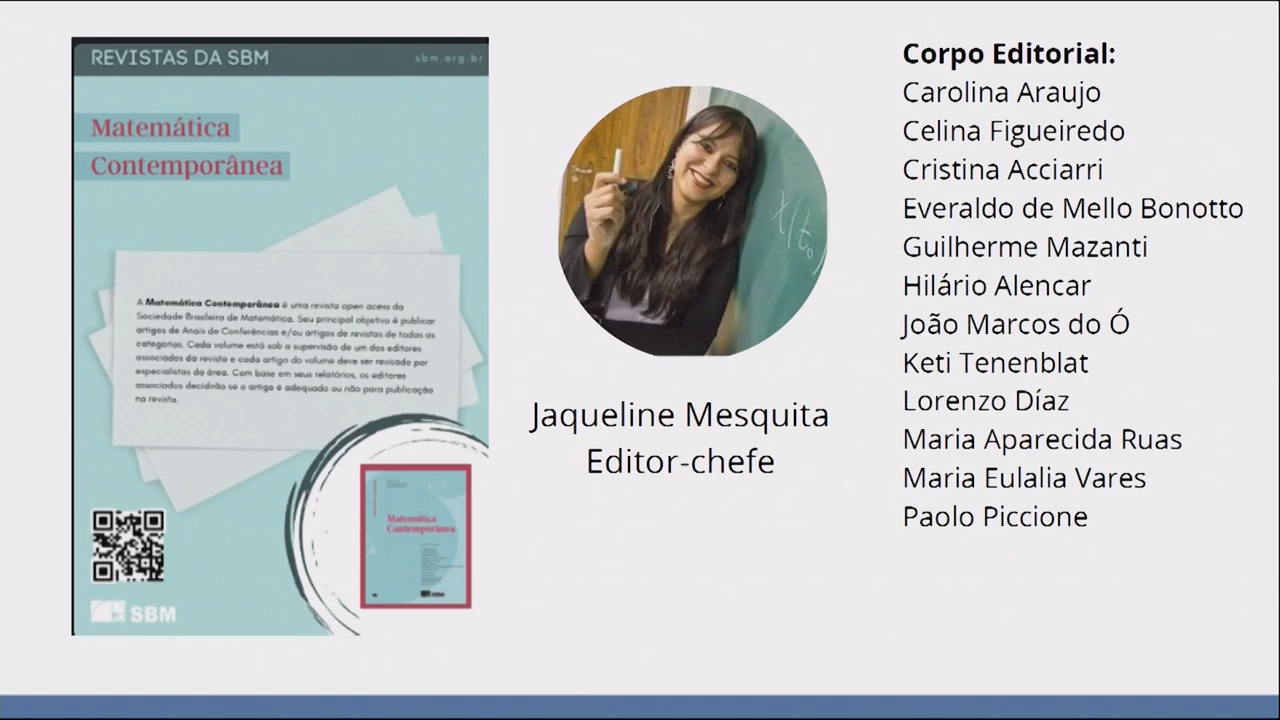 REVISTAS DA SBM
sbm.org.br
Matemática
Contemporânea
A Matemática Contemporânea é uma revista open acess da
Sociedade Brasileira de Matemática. Seu principal objetivo é publicar
artigos de Anais de Conferências e/ou artigos de revistas de todas as
categorias. Cada volume está sob a supervisão de um dos editores
associados da revista e cada artigo do volume deve ser revisado por
especialistas da área. Com base em seus relatórios, os editores
associados decidirão se o artigo é adequado ou não para publicação
na revista.
Matemática
Contemporânea
SBM
SBM
t/t₀
Jaqueline Mesquita
Editor-chefe
Corpo Editorial:
Carolina Araujo
Celina Figueiredo
Cristina Acciarri
Everaldo de Mello Bonotto
Guilherme Mazanti
Hilário Alencar
João Marcos do Ó
Keti Tenenblat
Lorenzo Díaz
Maria Aparecida Ruas
Maria Eulalia Vares
Paolo Piccione